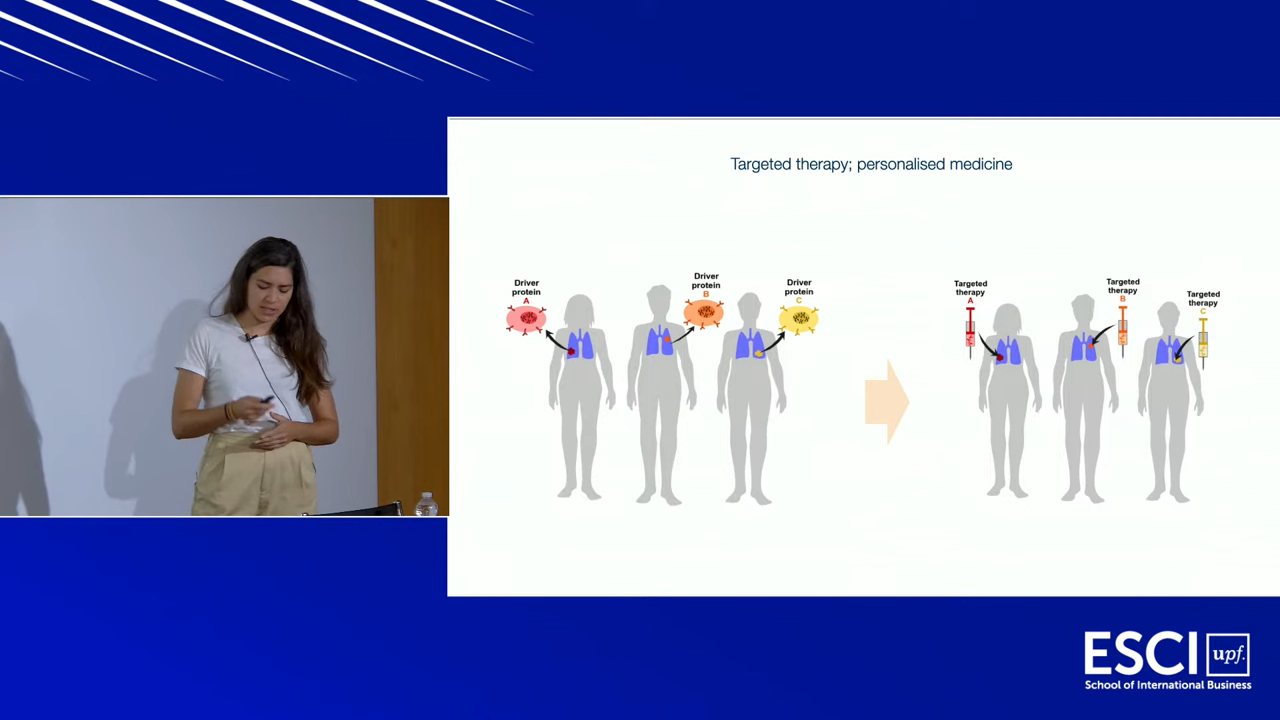 Targeted therapy; personalised medicine
Driver
protein
A
Driver
protein
B
Driver
protein
C
Targeted
therapy
A
Targeted
therapy
B
Targeted
therapy
C
ESCI upf.
School of International Business